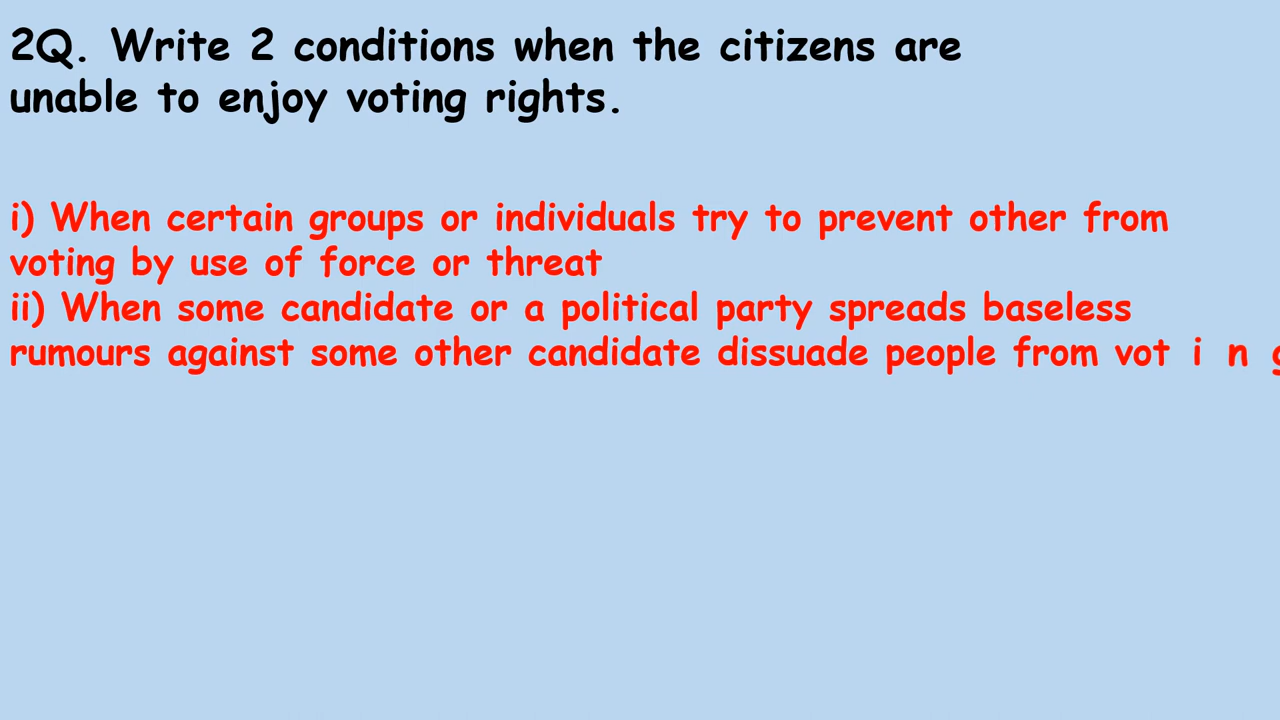 2Q. Write 2 conditions when the citizens are
unable to enjoy voting rights.
i) When certain groups or individuals try to prevent other from
voting by use of force or threat
ii) When some candidate or a political party spreads baseless
rumours against some other candidate dissuade people from vot i n g